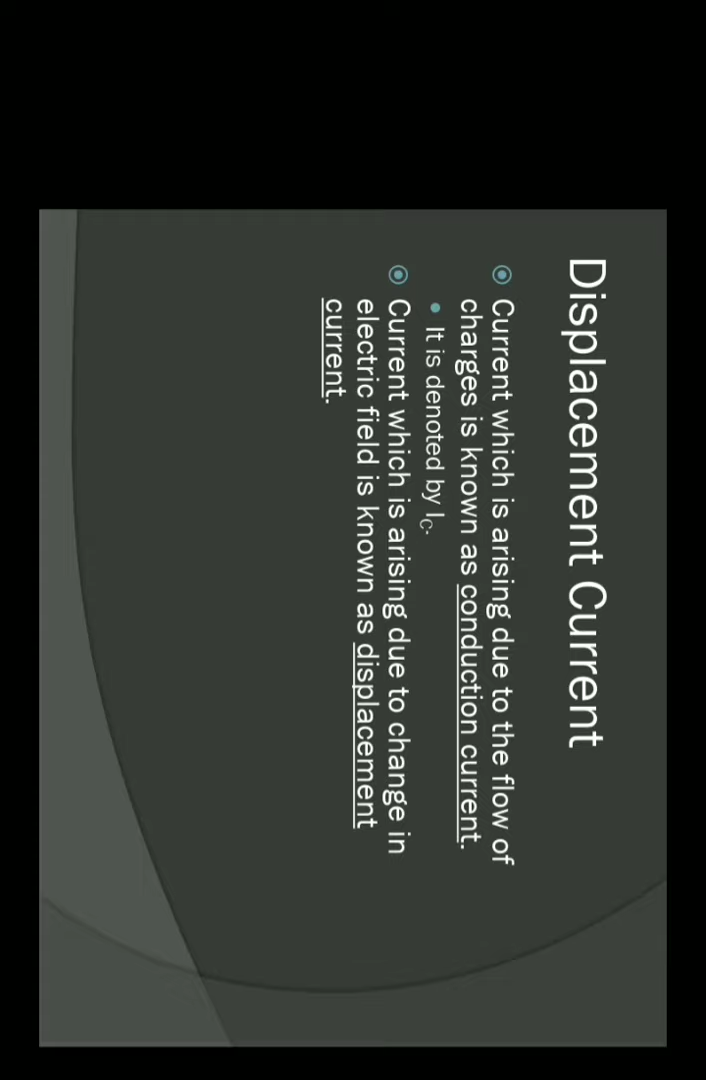 Displacement Current
Current which is arising due to the flow of
charges is known as conduction current.
It is denoted by I_C.
Current which is arising due to change in
electric field is known as displacement
current.